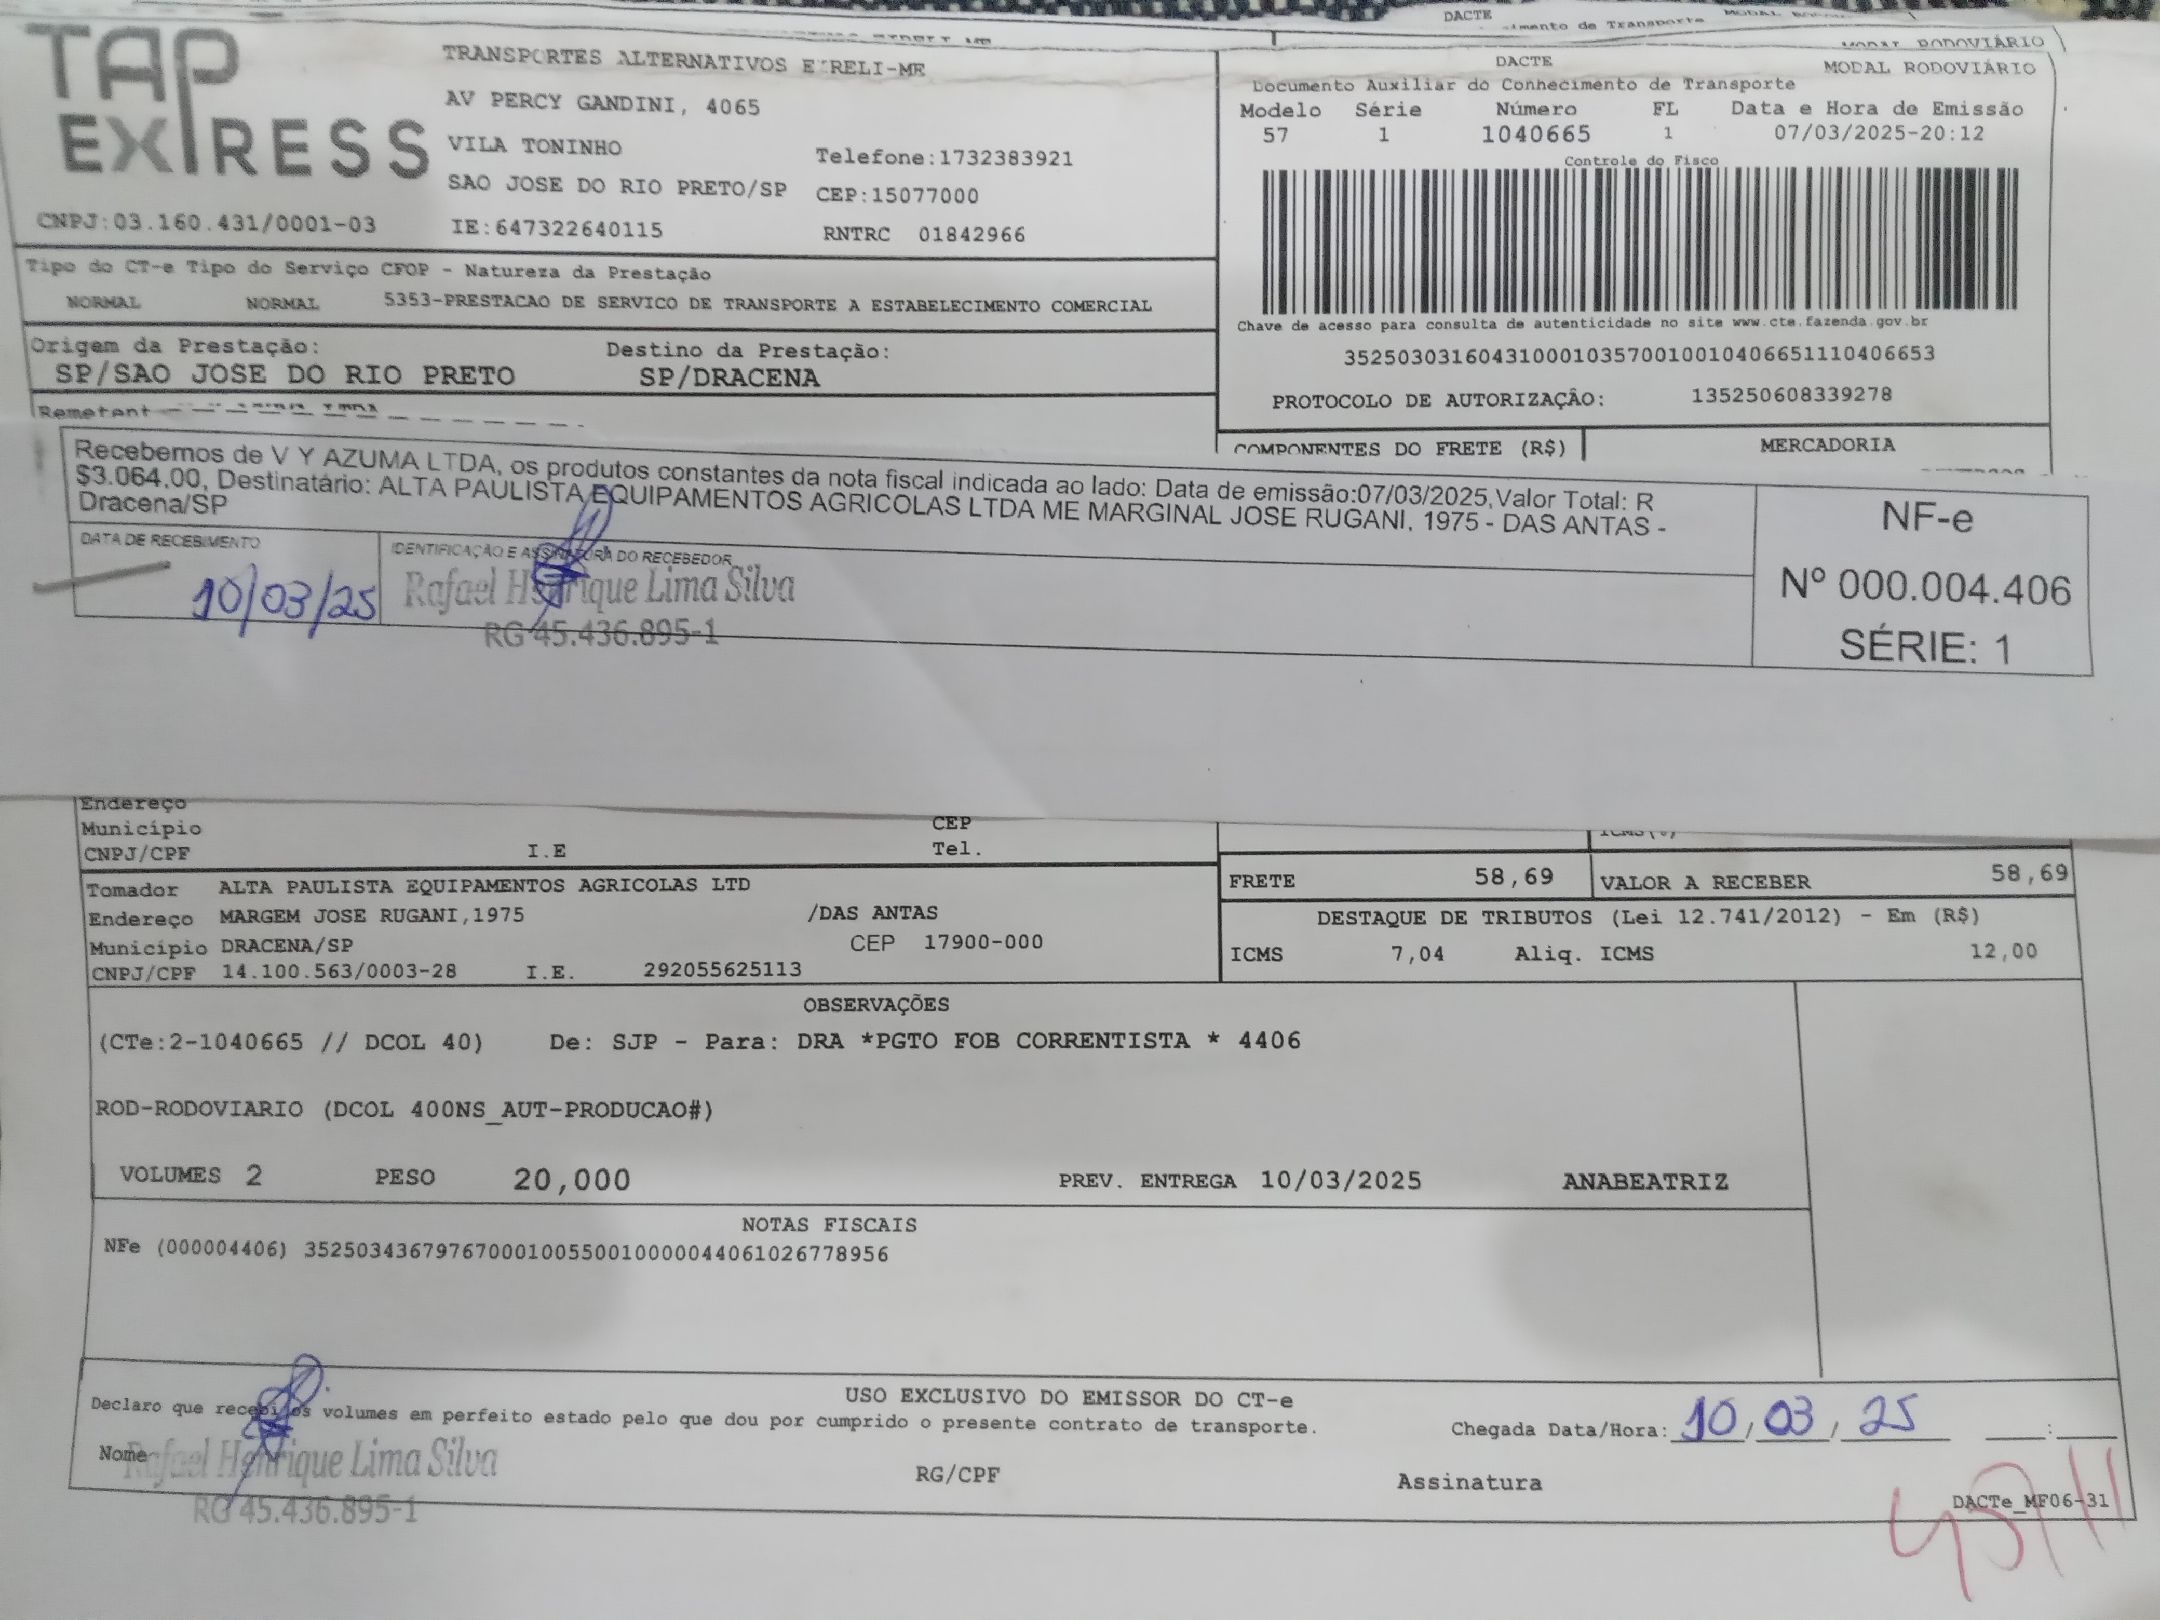 DACTE
TAP
EXPRESS
TRANSPORTES ALTERNATIVOS EIRELI-ME
AV PERCY GANDINI, 4065
VILA TONINHO
Telefone:1732383921
SAO JOSE DO RIO PRETO/SP CEP:15077000
CNPJ:03.160.431/0001-03 IE:647322640115 RNTRC 01842966
MODAL RODOVIÁRIO
DACTE MODAL RODOVIÁRIO
Documento Auxiliar do Conhecimento de Transporte
Modelo Série Número FL Data e Hora de Emissão
57 1 1040665 1 07/03/2025-20:12
Controle do Fisco
Chave de acesso para consulta de autenticidade no site www.cte.fazenda.gov.br
35250303160431000103570010010406651110406653
PROTOCOLO DE AUTORIZAÇÃO: 135250608339278
Tipo do CT-e Tipo do Serviço CFOP - Natureza da Prestação
NORMAL NORMAL 5353-PRESTACAO DE SERVICO DE TRANSPORTE A ESTABELECIMENTO COMERCIAL
Origem da Prestação: Destino da Prestação:
SP/SAO JOSE DO RIO PRETO SP/DRACENA
COMPONENTES DO FRETE (R$) MERCADORIA
Recebemos de V Y AZUMA LTDA, os produtos constantes da nota fiscal indicada ao lado: Data de emissão:07/03/2025,Valor Total: R
$3.064,00, Destinatário: ALTA PAULISTA EQUIPAMENTOS AGRICOLAS LTDA ME MARGINAL JOSE RUGANI, 1975 - DAS ANTAS -
Dracena/SP
DATA DE RECEBIMENTO
10/03/25
IDENTIFICAÇÃO E ASSINATURA DO RECEBEDOR
Rafael Henrique Lima Silva
RG 45.436.895-1
NF-e
Nº 000.004.406
SÉRIE: 1
Endereço
Município CEP
CNPJ/CPF I.E Tel.
Tomador ALTA PAULISTA EQUIPAMENTOS AGRICOLAS LTD
Endereço MARGEM JOSE RUGANI,1975 /DAS ANTAS
Município DRACENA/SP CEP 17900-000
CNPJ/CPF 14.100.563/0003-28 I.E. 292055625113
FRETE 58,69 VALOR A RECEBER 58,69
DESTAQUE DE TRIBUTOS (Lei 12.741/2012) - Em (R$)
ICMS 7,04 Aliq. ICMS 12,00
OBSERVAÇÕES
(CTe:2-1040665 // DCOL 40) De: SJP - Para: DRA *PGTO FOB CORRENTISTA * 4406
ROD-RODOVIARIO (DCOL 400NS_AUT-PRODUCAO#)
VOLUMES 2 PESO 20,000 PREV. ENTREGA 10/03/2025 ANABEATRIZ
NOTAS FISCAIS
NFe (000004406) 35250343679767000100550010000044061026778956
USO EXCLUSIVO DO EMISSOR DO CT-e
Declaro que recebi os volumes em perfeito estado pelo que dou por cumprido o presente contrato de transporte.
Chegada Data/Hora: 10/03/25 :
Nome Rafael Henrique Lima Silva
RG 45.436.895-1
RG/CPF
Assinatura
DACTe_MF06-31